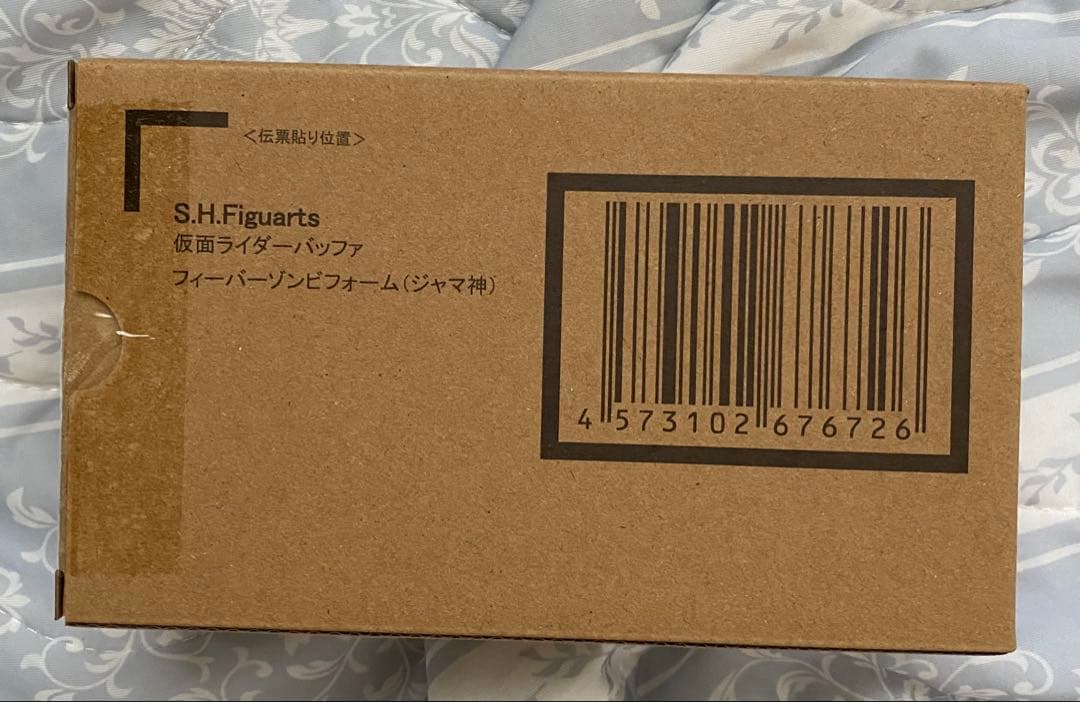 ＜伝票貼り位置＞
S.H.Figuarts
仮面ライダーバッファ
フィーバーゾンビフォーム（ジャマ神）
4 573102 676726